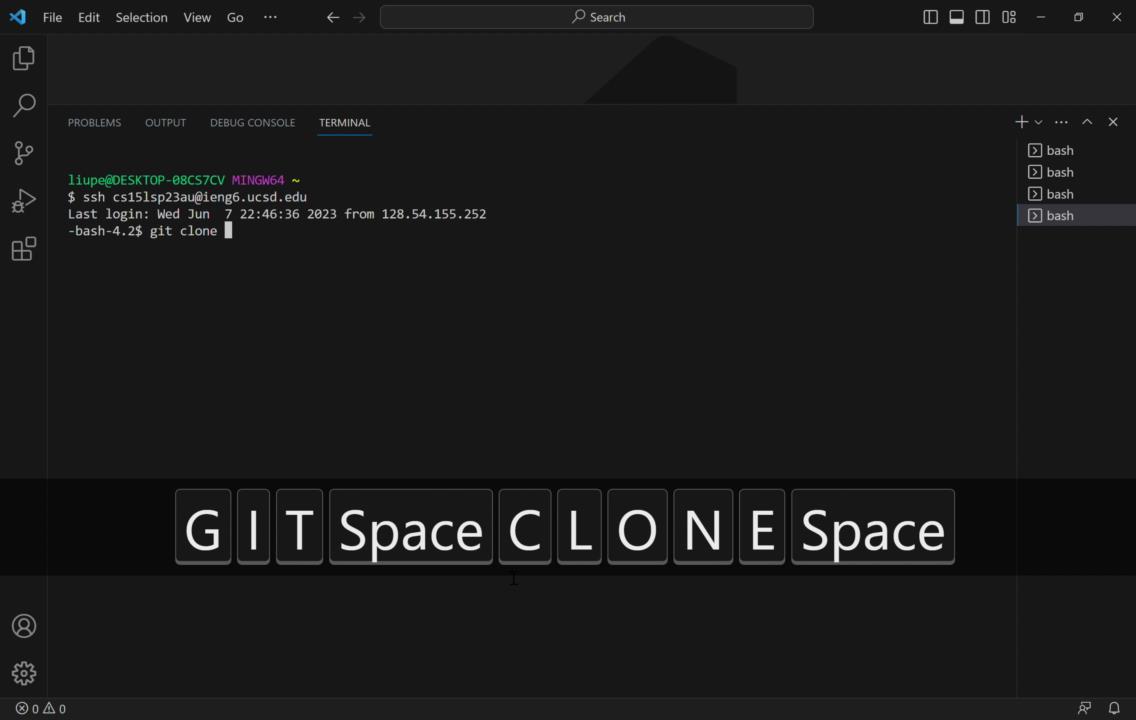 File Edit Selection View Go ··· Search
PROBLEMS OUTPUT DEBUG CONSOLE TERMINAL
bash
bash
bash
bash
liupe@DESKTOP-08CS7CV MINGW64 ~
$ ssh cs15lsp23au@ieng6.ucsd.edu
Last login: Wed Jun  7 22:46:36 2023 from 128.54.155.252
-bash-4.2$ git clone
G I T Space C L O N E Space
0 0